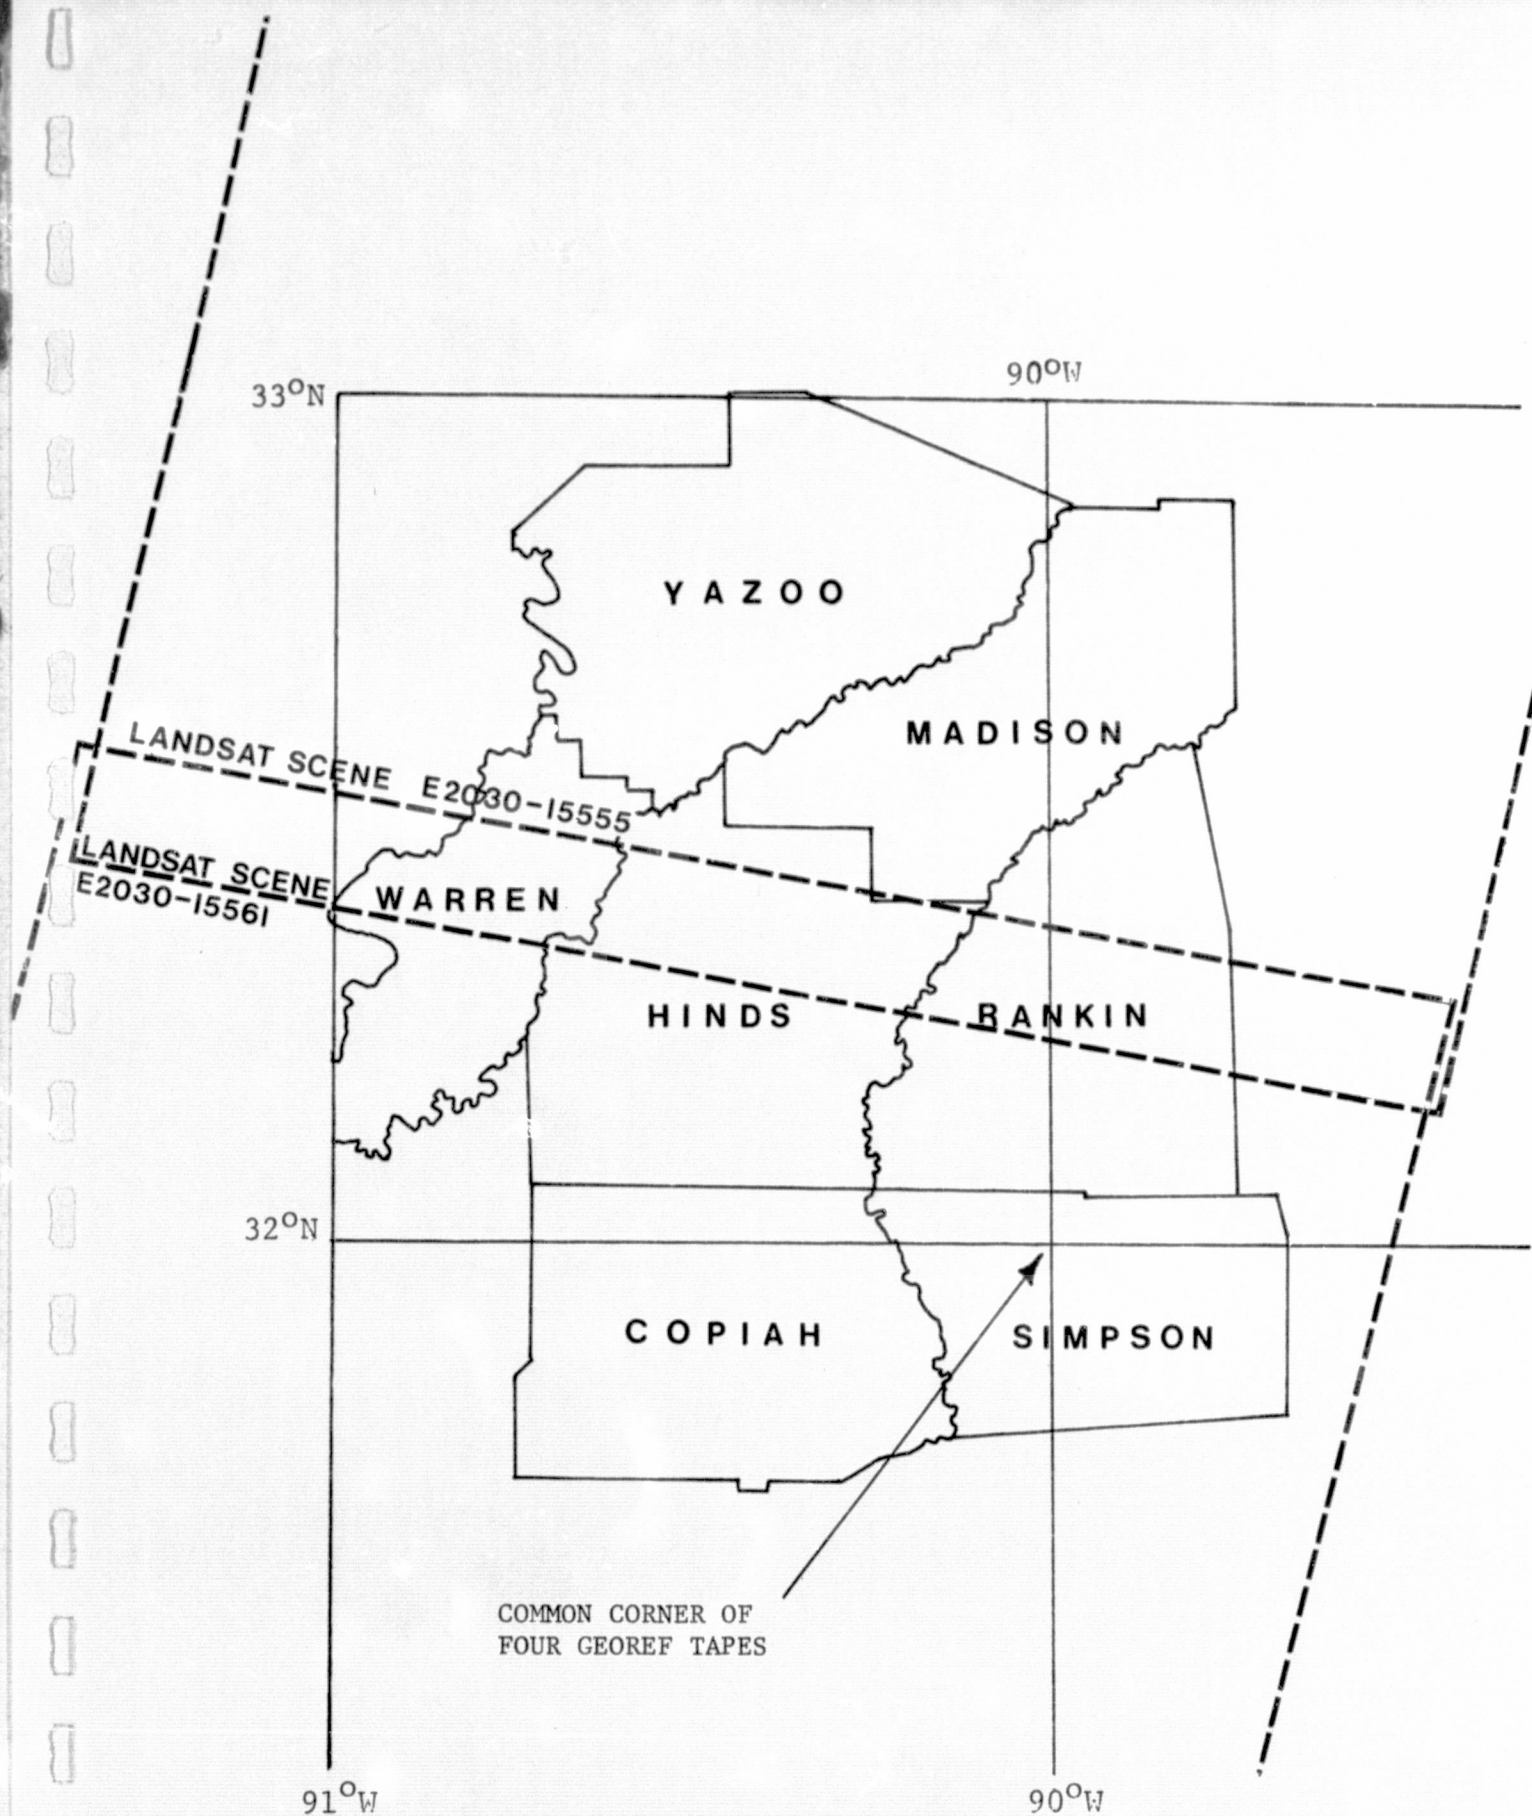 90°W
33°N
YAZOO
MADISON
LANDSAT SCENE E2030-15555
LANDSAT SCENE
E2030-15561
WARREN
HINDS
RANKIN
32°N
COPIAH
SIMPSON
COMMON CORNER OF
FOUR GEOREF TAPES
91°W
90°W